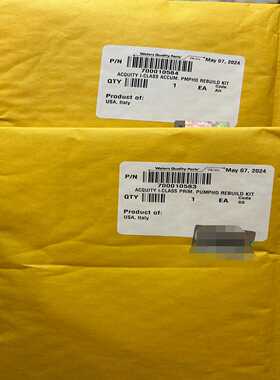 Waters Quality Parts May 07, 2024
P/N
700010584
ACQUITY I-CLASS ACCUM. PMPHD REBUILD KIT
QTY 1 EA Code
Product of:
USA, Italy
Waters Quality Parts May 07, 2024
P/N
700010583
ACQUITY I-CLASS PRIM. PUMPHD REBUILD KIT
QTY 1 EA Code
Product of:
USA, Italy